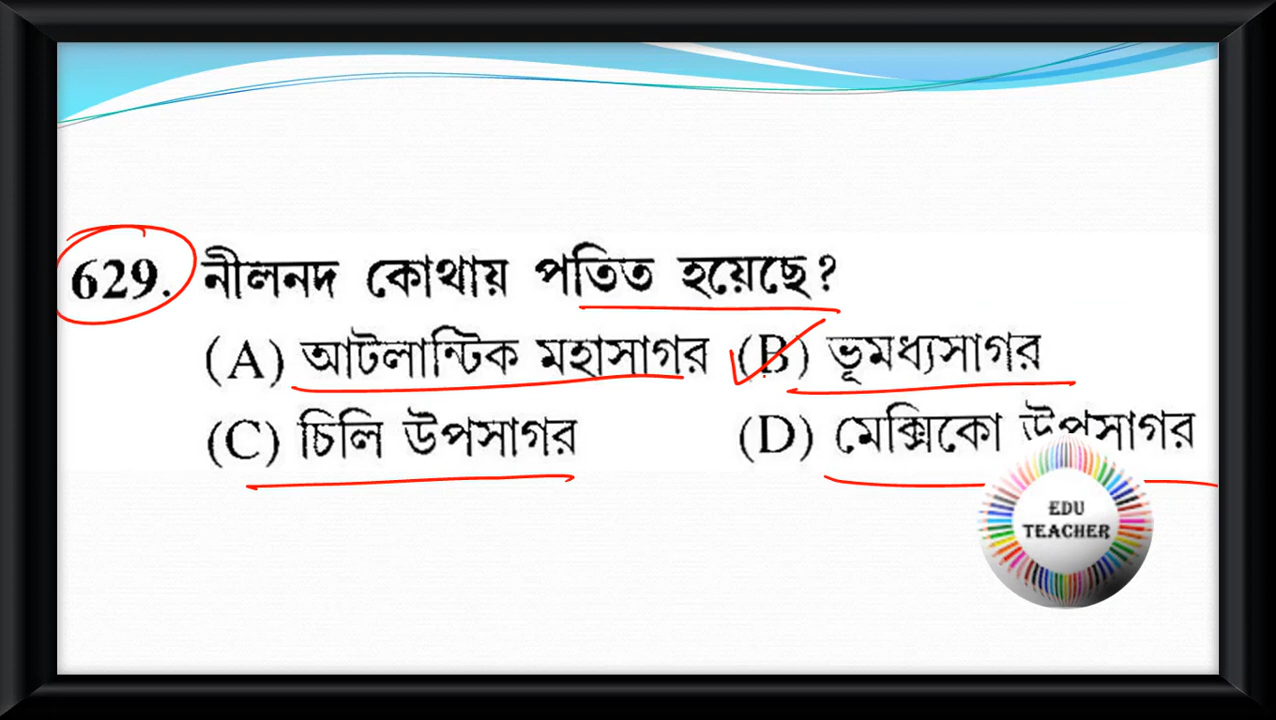 629. নীলনদ কোথায় পতিত হয়েছে?
(A) আটলান্টিক মহাসাগর (B) ভূমধ্যসাগর
(C) চিলি উপসাগর (D) মেক্সিকো উপসাগর
EDU
TEACHER